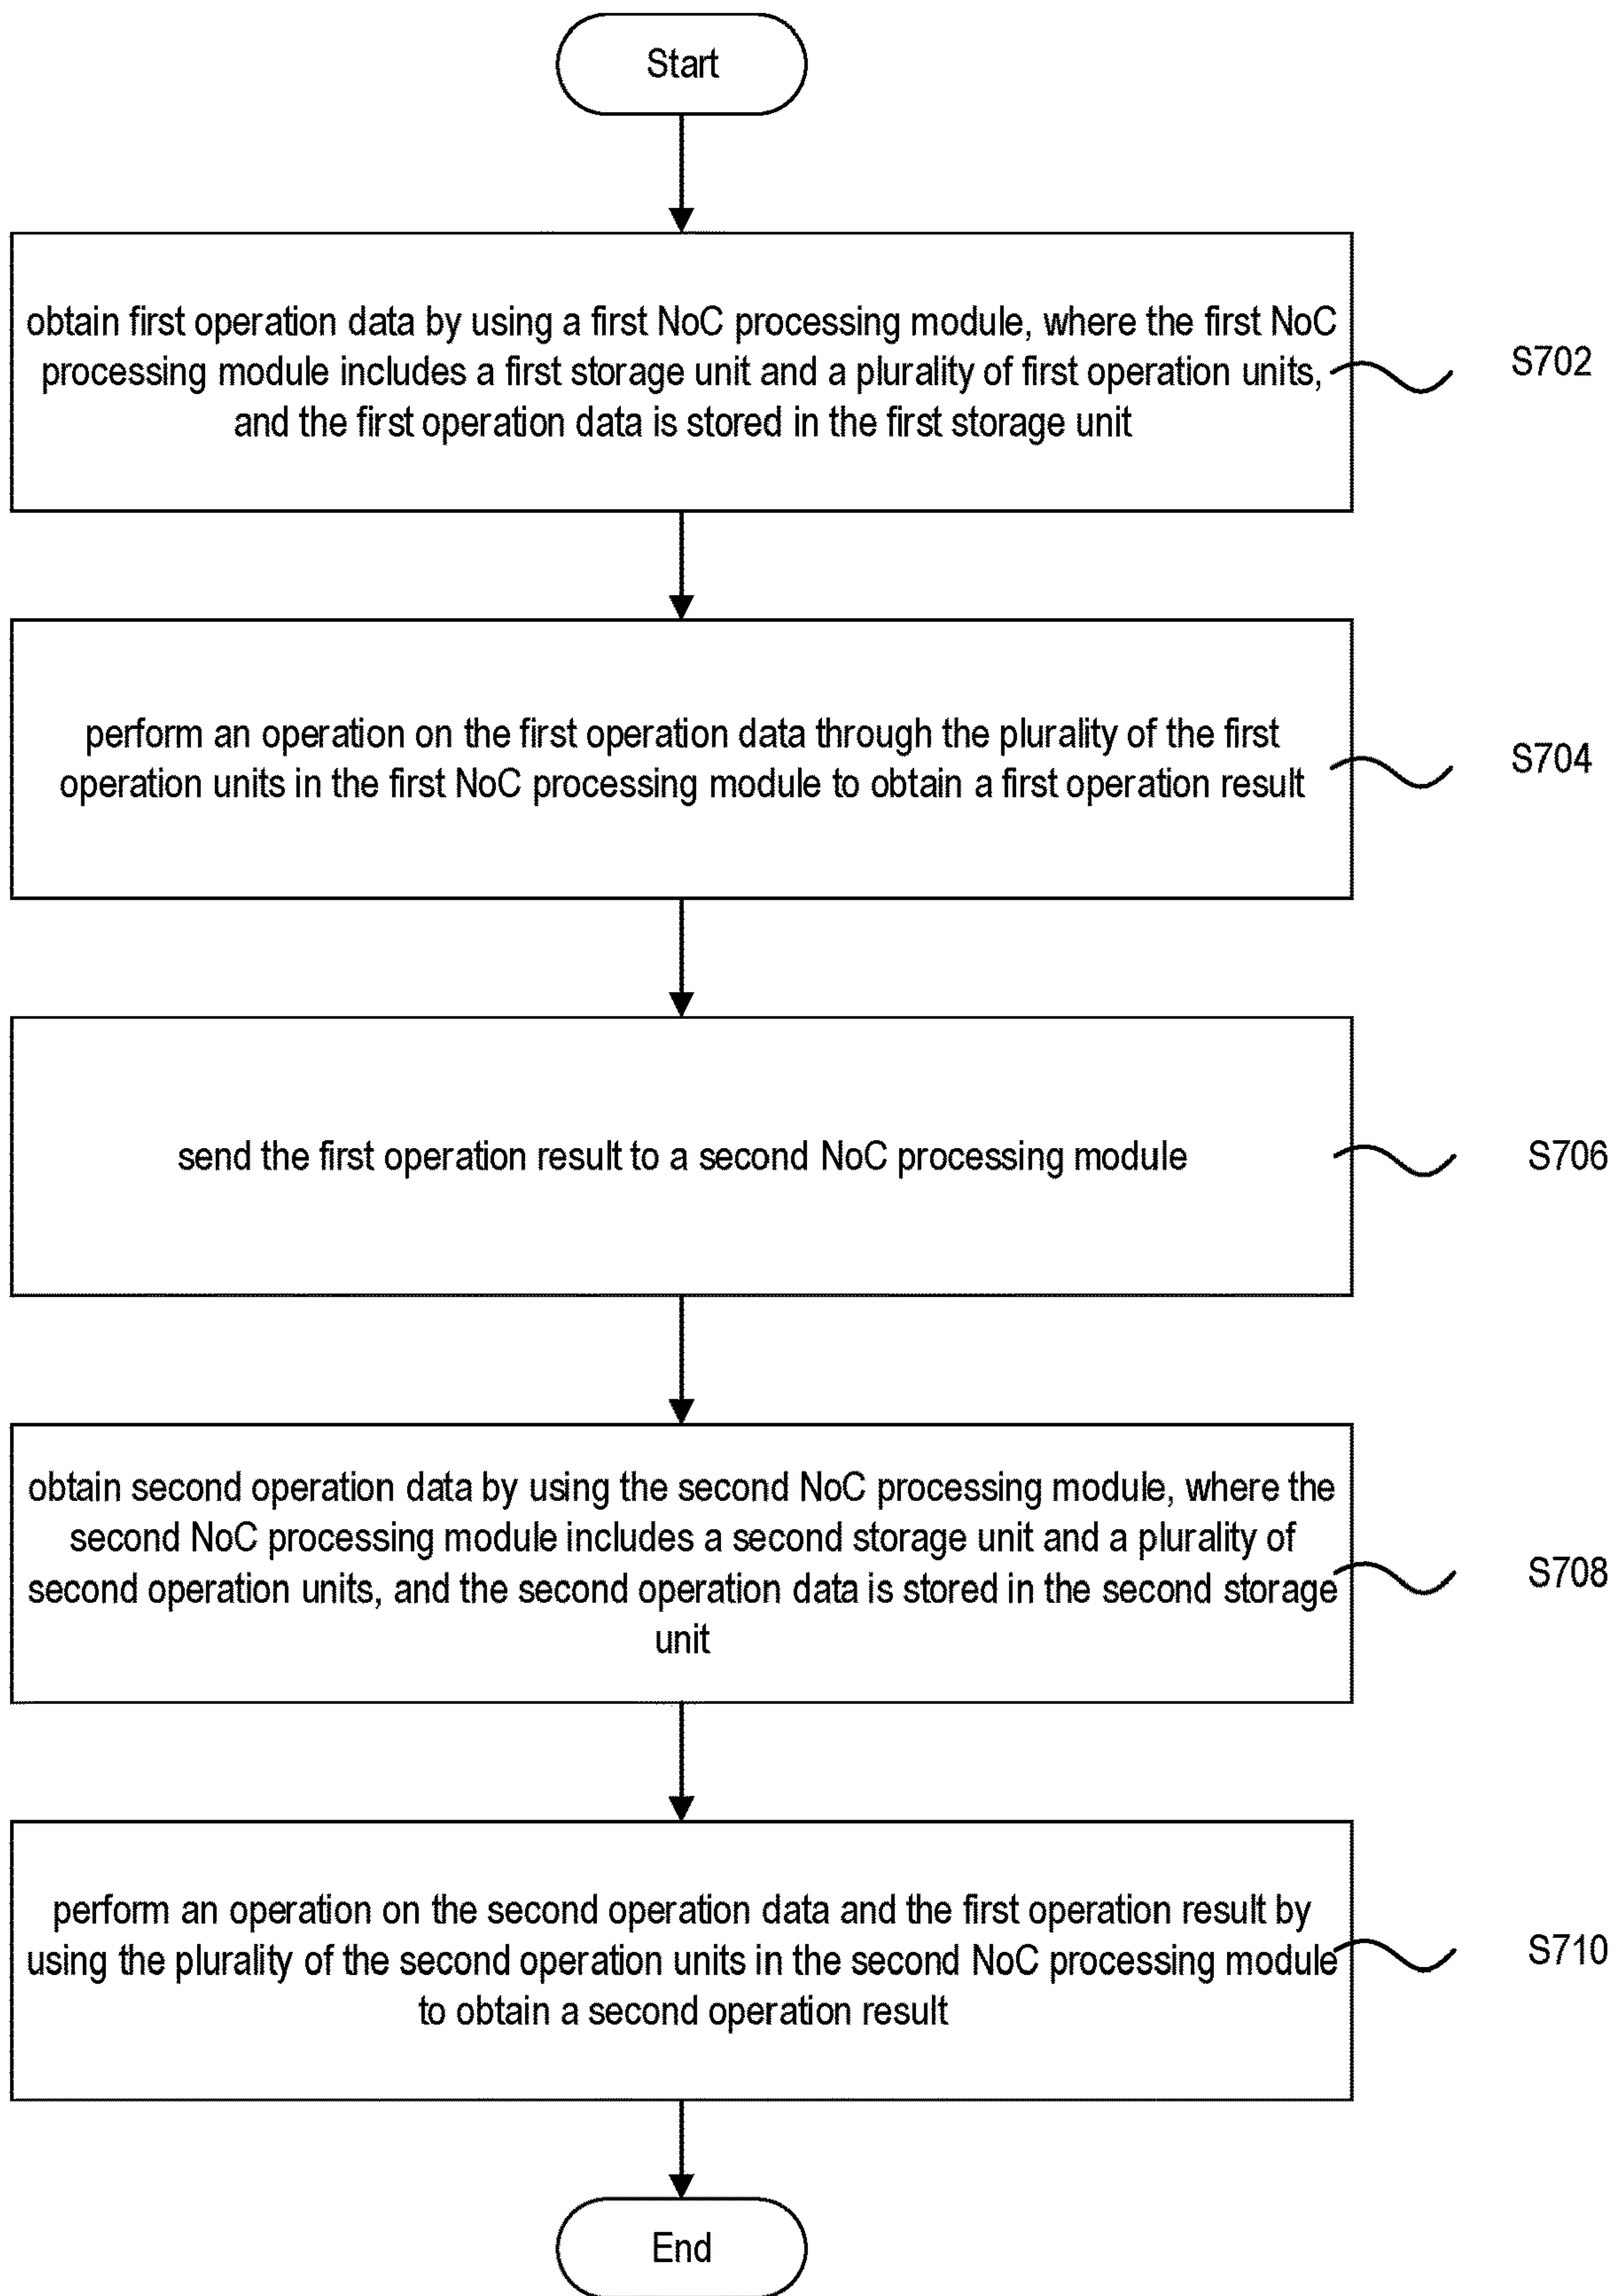 Start
obtain first operation data by using a first NoC processing module, where the first NoC
processing module includes a first storage unit and a plurality of first operation units,
and the first operation data is stored in the first storage unit
S702
perform an operation on the first operation data through the plurality of the first
operation units in the first NoC processing module to obtain a first operation result
S704
send the first operation result to a second NoC processing module
S706
obtain second operation data by using the second NoC processing module, where the
second NoC processing module includes a second storage unit and a plurality of
second operation units, and the second operation data is stored in the second storage
unit
S708
perform an operation on the second operation data and the first operation result by
using the plurality of the second operation units in the second NoC processing module
to obtain a second operation result
S710
End